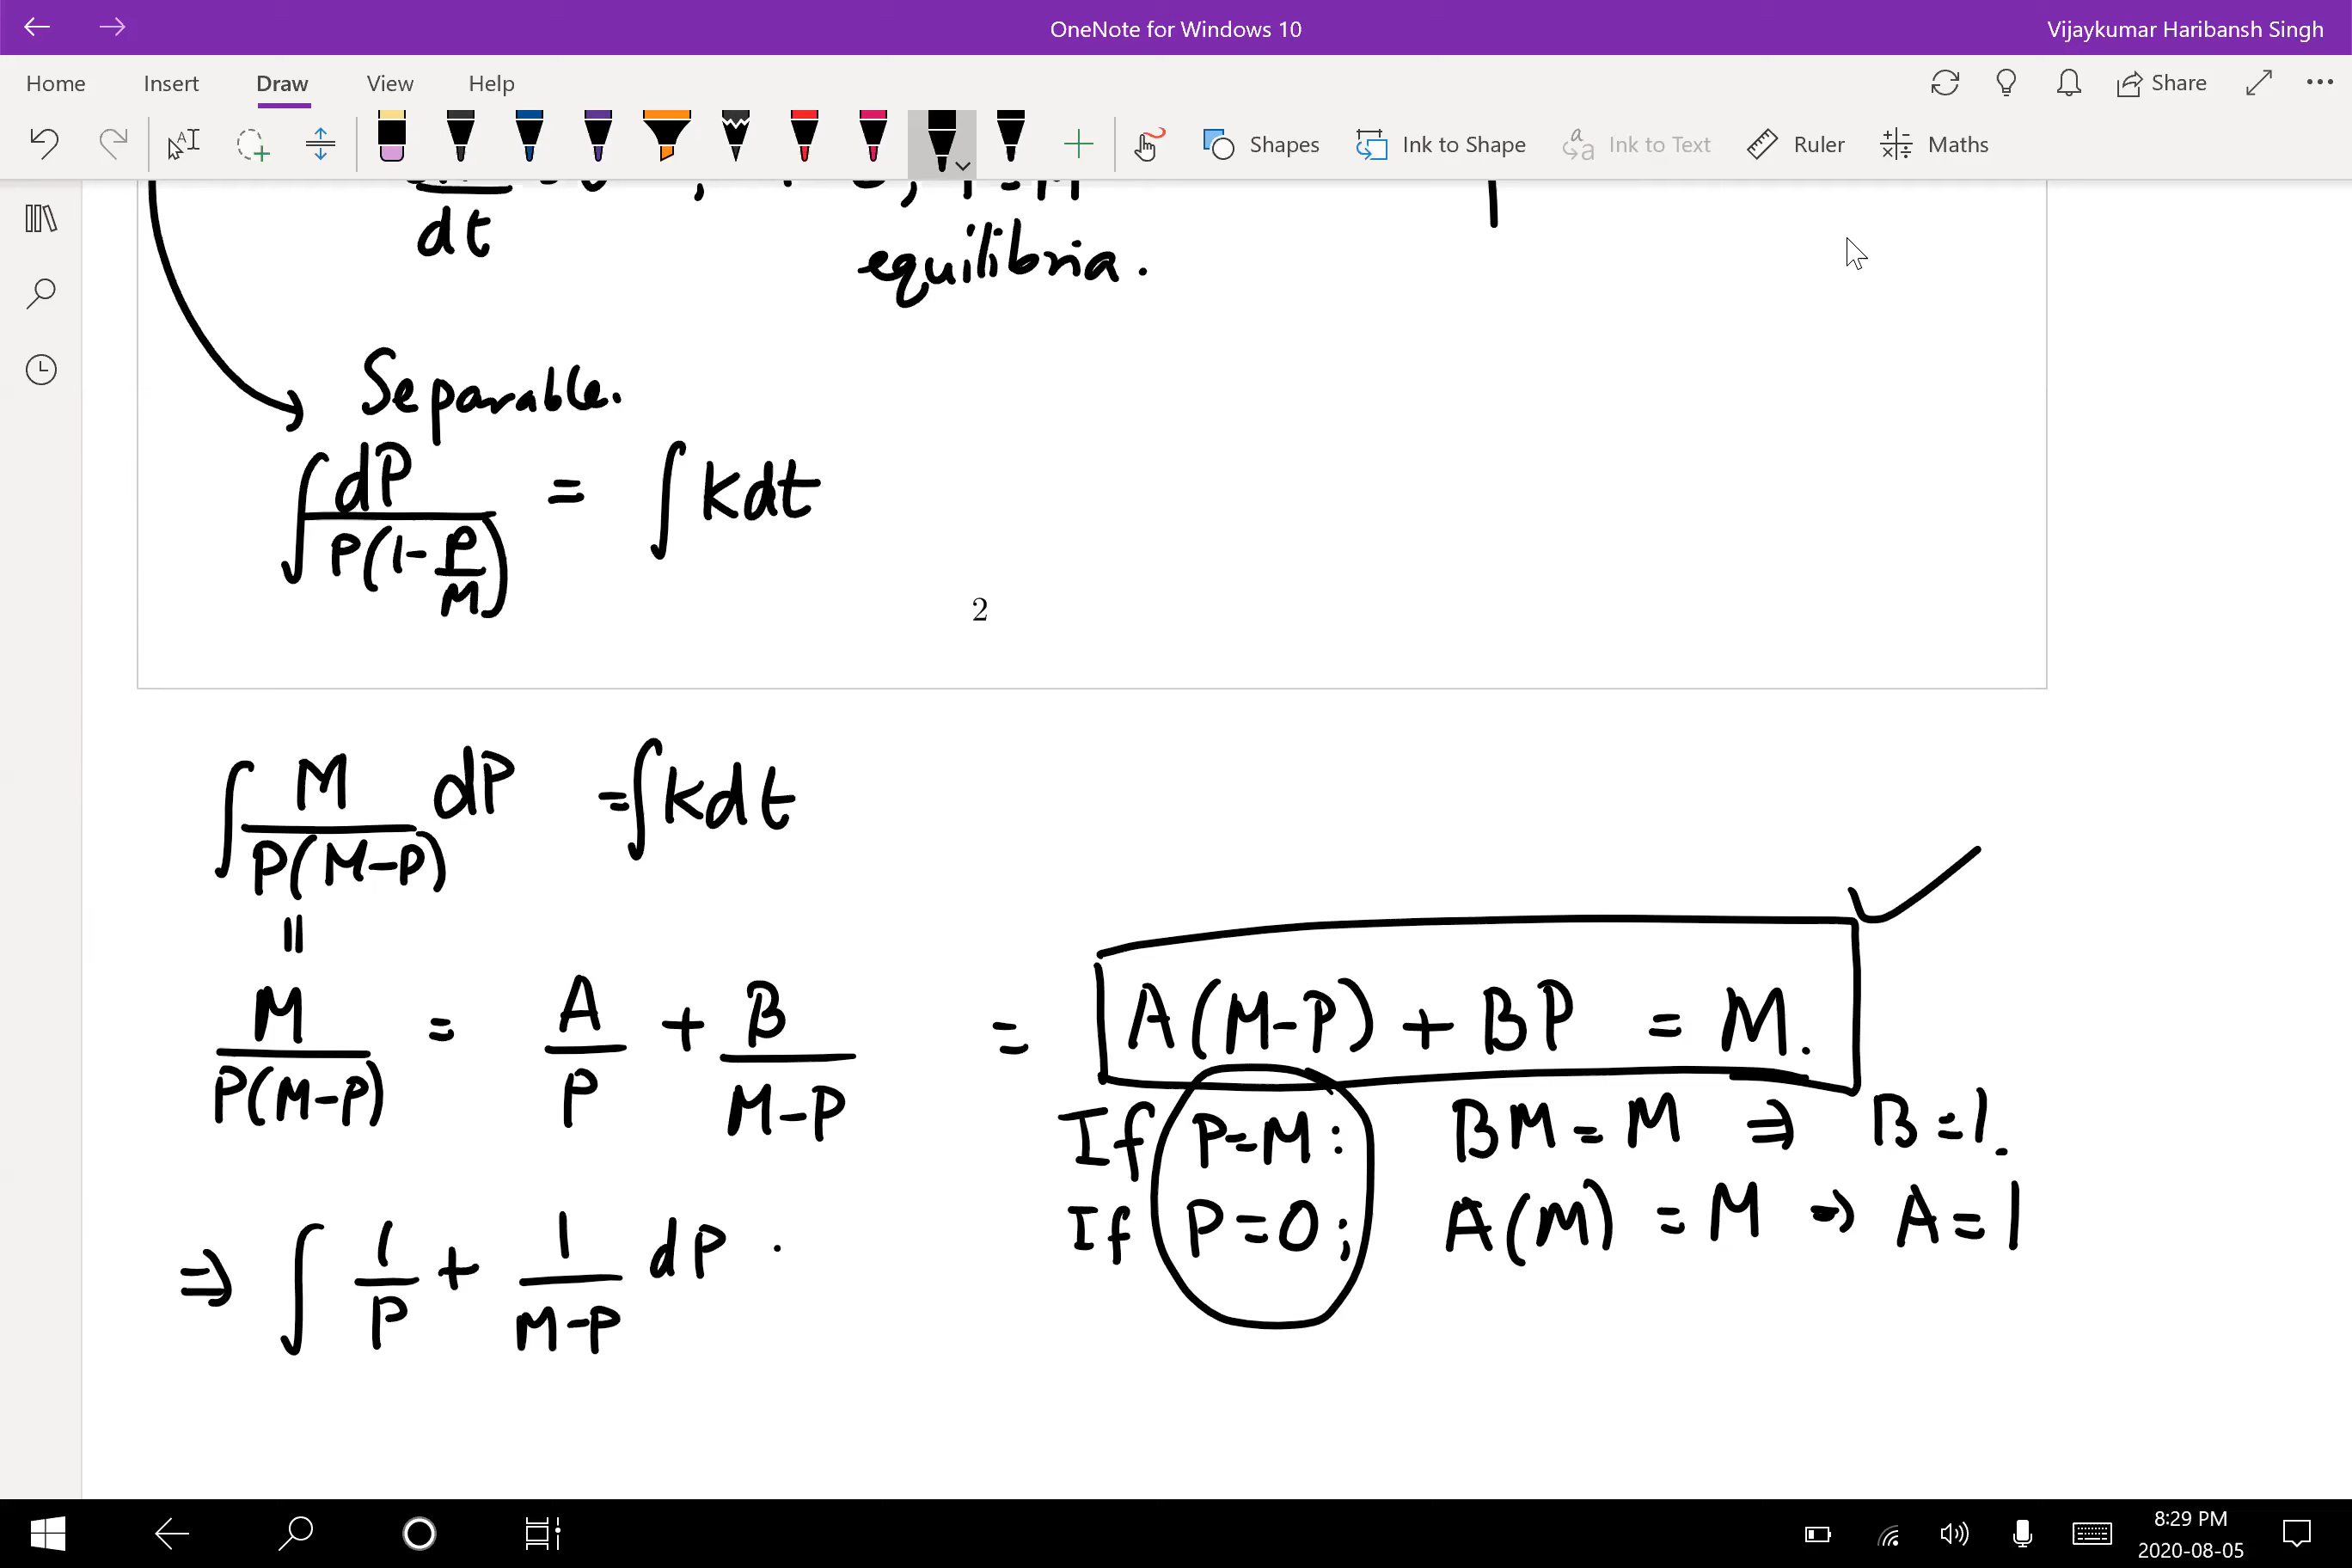 OneNote for Windows 10
Vijaykumar Haribansh Singh
Home Insert Draw View Help
Share
Shapes Ink to Shape Ink to Text Ruler Maths
dt
equilibria.
Separable.
∫ dP / P(1 - P/M) = ∫ kdt
2
∫ M / P(M-P) dP = ∫ kdt
=
M / P(M-P) = A / P + B / M-P = A(M-P) + BP = M.
If P=M: BM = M ⇒ B=1.
If P=0; A(M) = M ⇒ A=1
⇒ ∫ 1/P + 1/M-P dP .
8:29 PM
2020-08-05